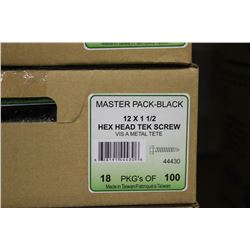 MASTER PACK-BLACK
12 X 1 1/2
HEX HEAD TEK SCREW
VIS A METAL TETE
44430
18 PKG's OF 100
Made in Taiwan/Fabriqué à Taiwan